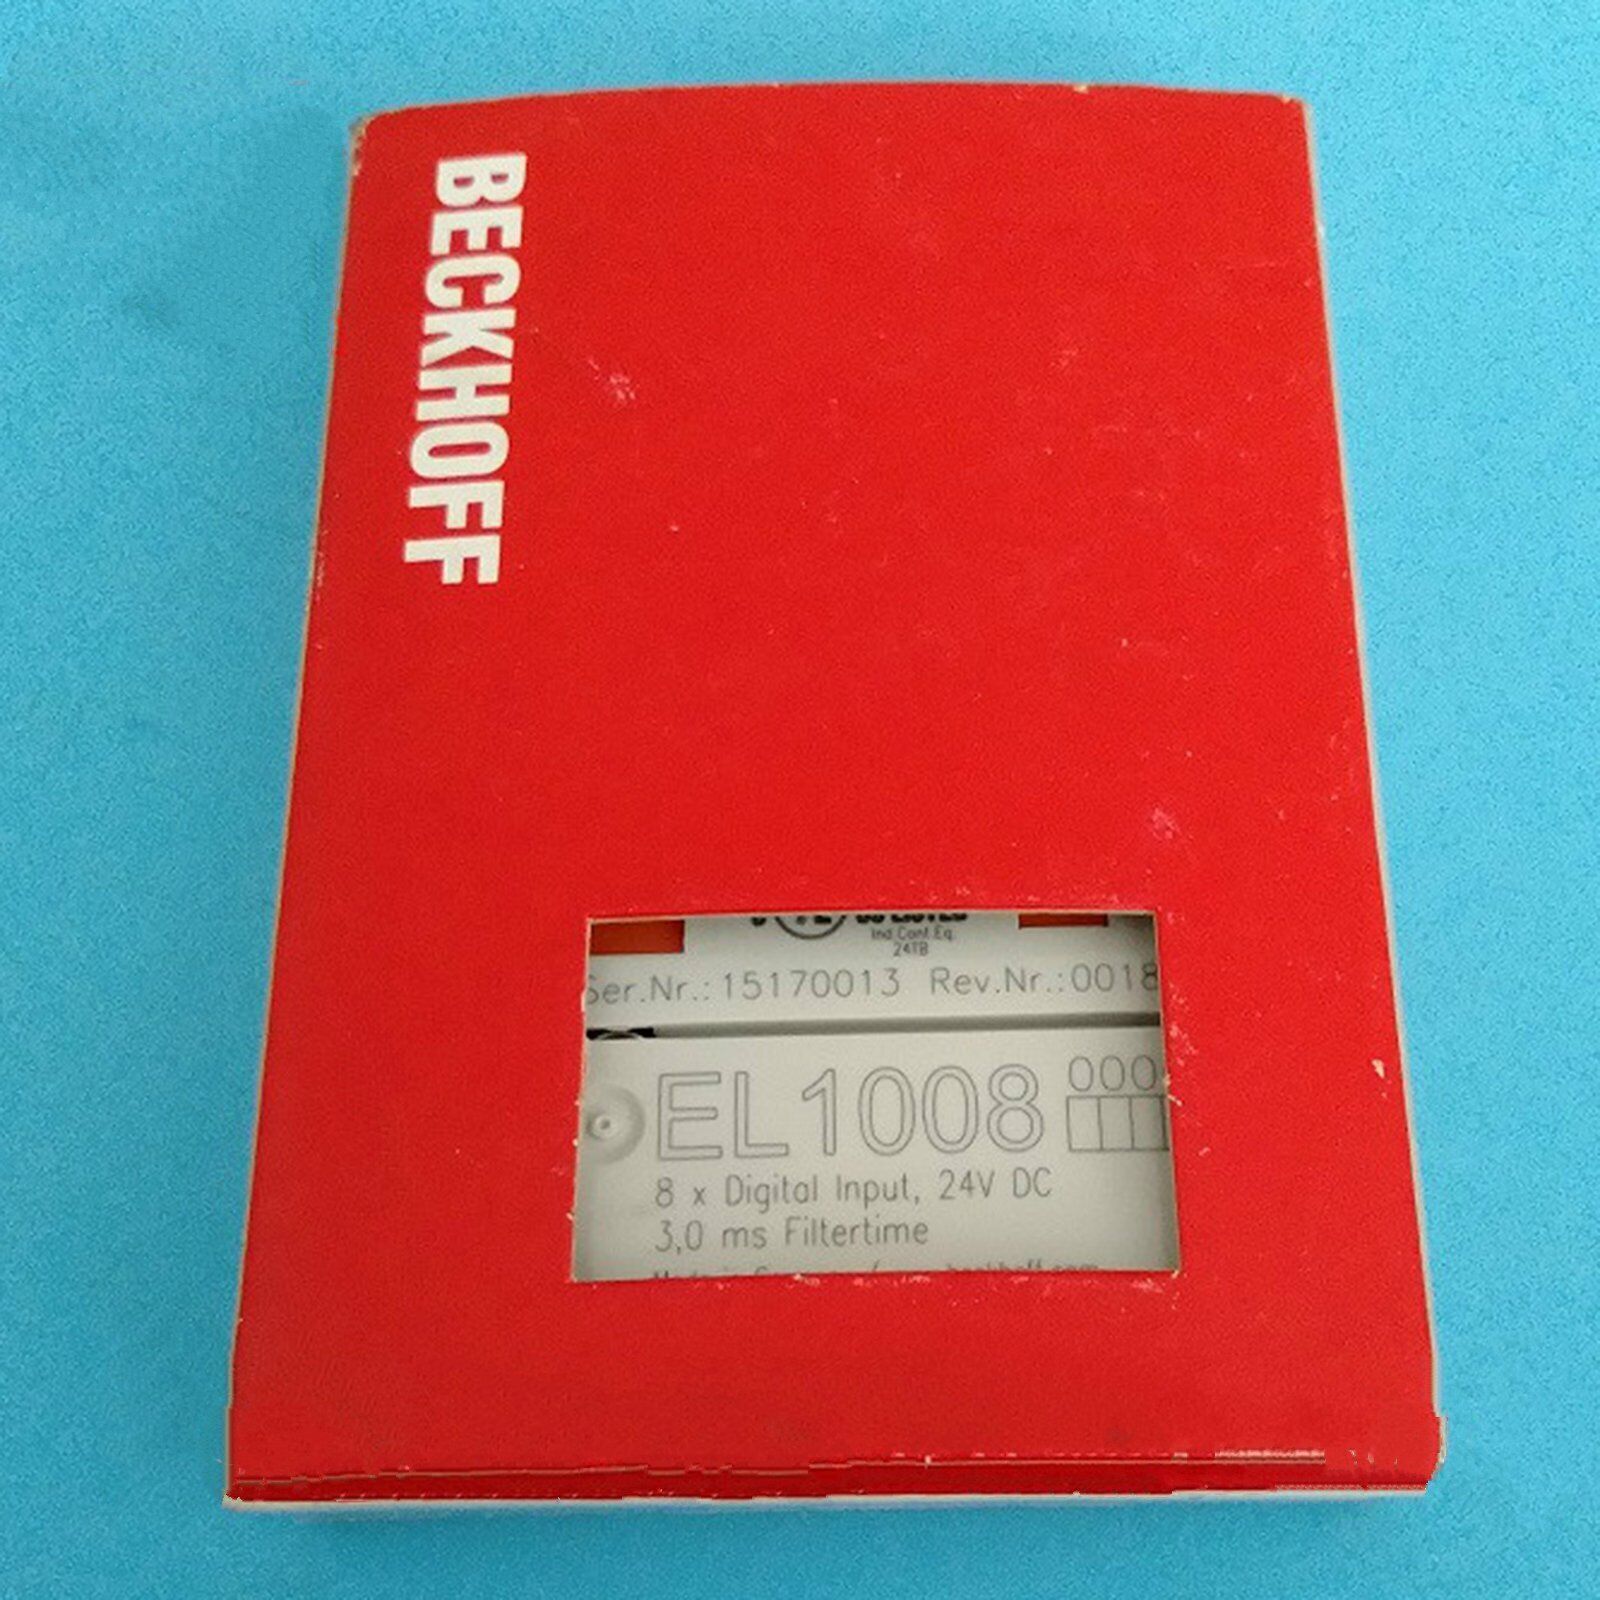 BECKHOFF
Ind.Cont.Eq.
24TB
Ser.Nr.:15170013 Rev.Nr.:0018
EL1008
000
8 x Digital Input, 24V DC
3,0 ms Filtertime